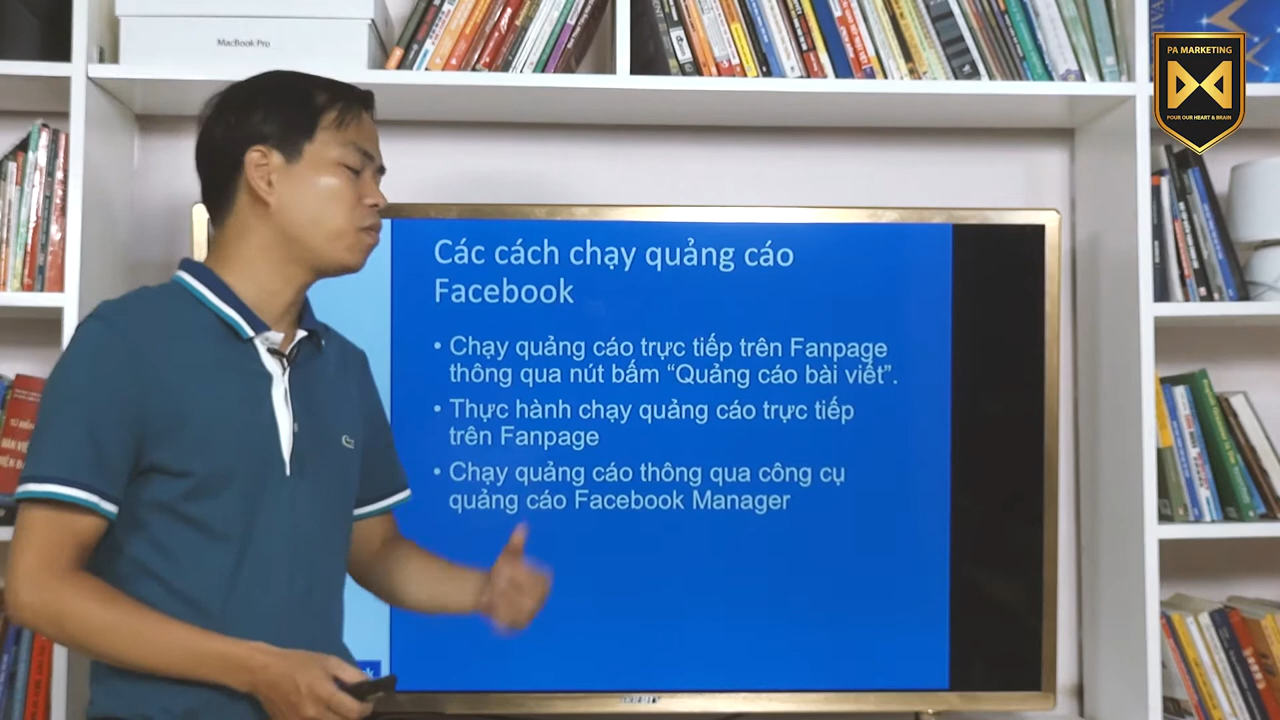 MacBook Pro
PA MARKETING
POUR OUR HEART & BRAIN
Các cách chạy quảng cáo
Facebook
• Chạy quảng cáo trực tiếp trên Fanpage
thông qua nút bấm “Quảng cáo bài viết”.
• Thực hành chạy quảng cáo trực tiếp
trên Fanpage
• Chạy quảng cáo thông qua công cụ
quảng cáo Facebook Manager